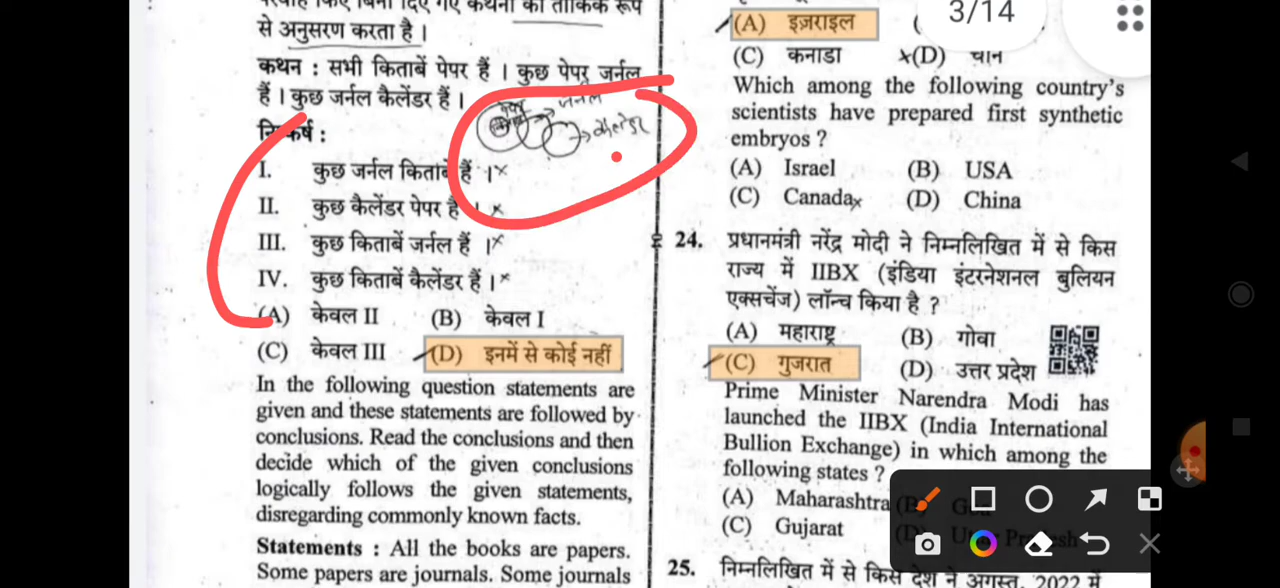 परवाह किए बिना दिए गए कथनों का तार्किक रूप
से अनुसरण करता है ।
कथन : सभी किताबें पेपर हैं । कुछ पेपर जर्नल
हैं । कुछ जर्नल कैलेंडर हैं ।
पेपर
जर्नल
कैलेंडर
निष्कर्ष :
I. कुछ जर्नल किताबें हैं ।×
II. कुछ कैलेंडर पेपर हैं । ×
III. कुछ किताबें जर्नल हैं ।×
IV. कुछ किताबें कैलेंडर हैं ।×
(A) केवल II (B) केवल I
(C) केवल III (D) इनमें से कोई नहीं
In the following question statements are
given and these statements are followed by
conclusions. Read the conclusions and then
decide which of the given conclusions
logically follows the given statements,
disregarding commonly known facts.
Statements : All the books are papers.
Some papers are journals. Some journals
(A) इज़राइल (
(C) कनाडा ×(D) चीन
Which among the following country's
scientists have prepared first synthetic
embryos ?
(A) Israel (B) USA
(C) Canada× (D) China
24. प्रधानमंत्री नरेंद्र मोदी ने निम्नलिखित में से किस
राज्य में IIBX (इंडिया इंटरनेशनल बुलियन
एक्सचेंज) लॉन्च किया है ?
(A) महाराष्ट्र (B) गोवा
(C) गुजरात (D) उत्तर प्रदेश
Prime Minister Narendra Modi has
launched the IIBX (India International
Bullion Exchange) in which among the
following states ?
(A) Maharashtra (B) Goa
(C) Gujarat (D) Uttar Pradesh
25. निम्नलिखित में से किस देश ने अगस्त, 2022 में
3/14